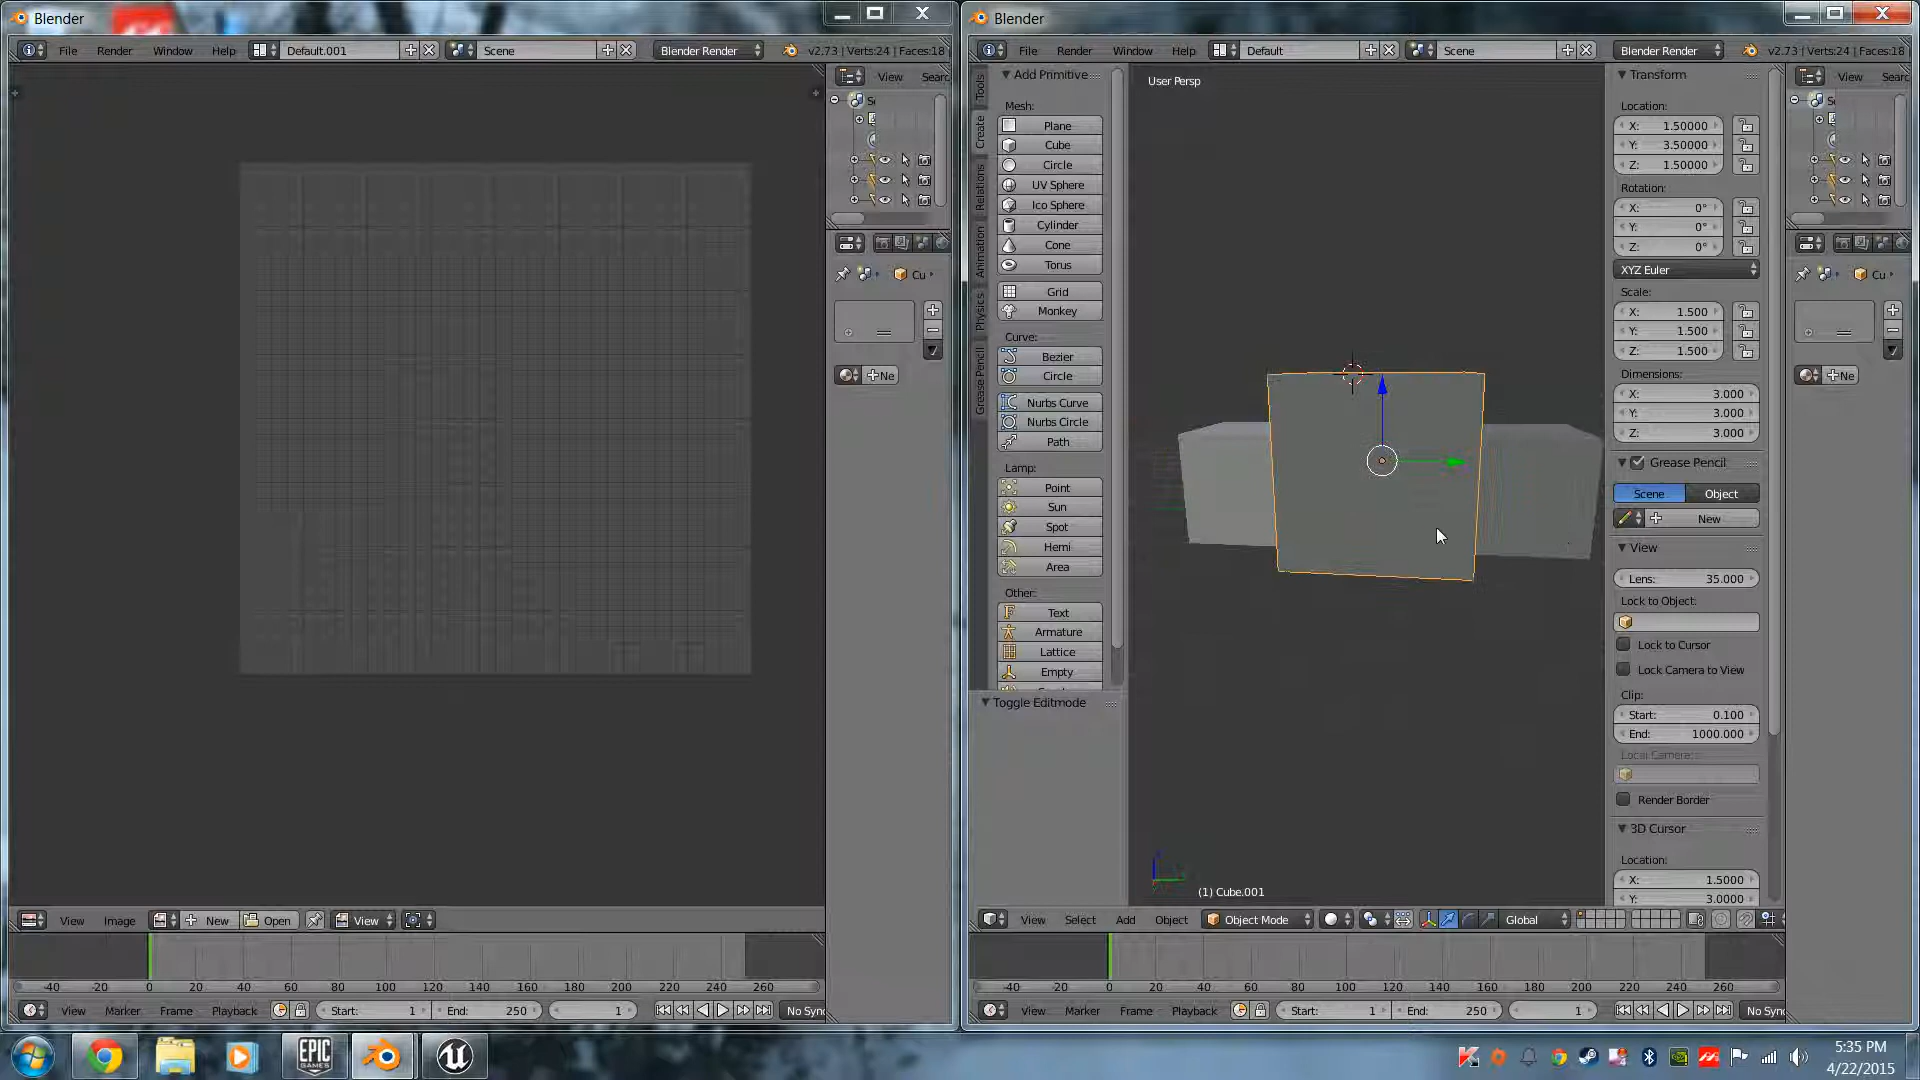 Blender
File Render Window Help Default.001 Scene Blender Render v2.73 | Verts:24 | Faces:18
View Searc
Cu
Ne
View Image New Open View
-40 -20 0 20 40 60 80 100 120 140 160 180 200 220 240 260
View Marker Frame Playback Start: 1 End: 250 1 No Sync
Blender
File Render Window Help Default Scene Blender Render v2.73 | Verts:24 | Faces:18
Tools
Create
Relations
Animation
Physics
Grease Pencil
Add Primitive
Mesh:
Plane
Cube
Circle
UV Sphere
Ico Sphere
Cylinder
Cone
Torus
Grid
Monkey
Curve:
Bezier
Circle
Nurbs Curve
Nurbs Circle
Path
Lamp:
Point
Sun
Spot
Hemi
Area
Other:
Text
Armature
Lattice
Empty
Toggle Editmode
User Persp
(1) Cube.001
Transform
Location:
X: 1.50000
Y: 3.50000
Z: 1.50000
Rotation:
X: 0°
Y: 0°
Z: 0°
XYZ Euler
Scale:
X: 1.500
Y: 1.500
Z: 1.500
Dimensions:
X: 3.000
Y: 3.000
Z: 3.000
Grease Pencil
Scene Object
New
View
Lens: 35.000
Lock to Object:
Lock to Cursor
Lock Camera to View
Clip:
Start: 0.100
End: 1000.000
Local Camera:
Render Border
3D Cursor
Location:
X: 1.5000
Y: 3.0000
View Searc
Cu
Ne
View Select Add Object Object Mode Global
-40 -20 0 20 40 60 80 100 120 140 160 180 200 220 240 260
View Marker Frame Playback Start: 1 End: 250 1 No Sync
EPIC
GAMES
5:35 PM
4/22/2015